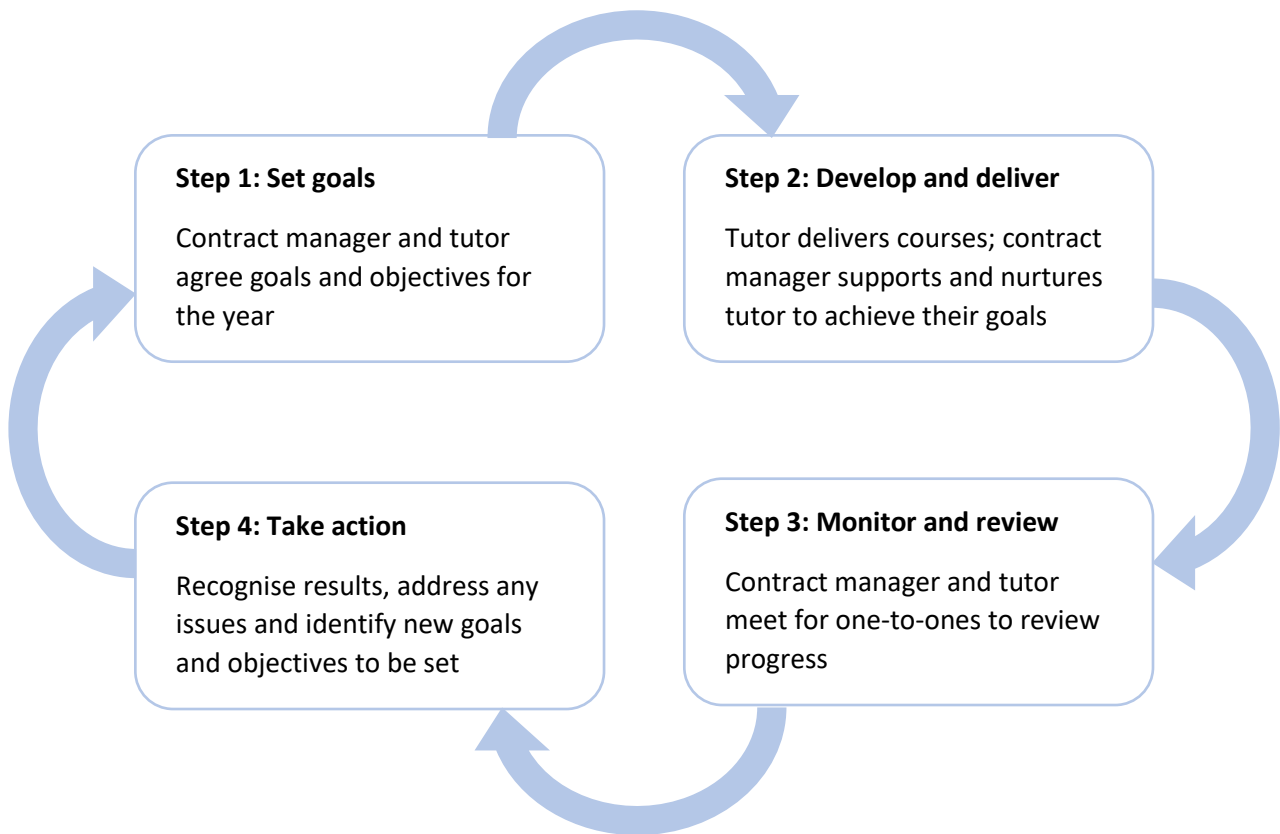 Step 1: Set goals
Contract manager and tutor
agree goals and objectives for
the year
Step 2: Develop and deliver
Tutor delivers courses; contract
manager supports and nurtures
tutor to achieve their goals
Step 3: Monitor and review
Contract manager and tutor
meet for one-to-ones to review
progress
Step 4: Take action
Recognise results, address any
issues and identify new goals
and objectives to be set